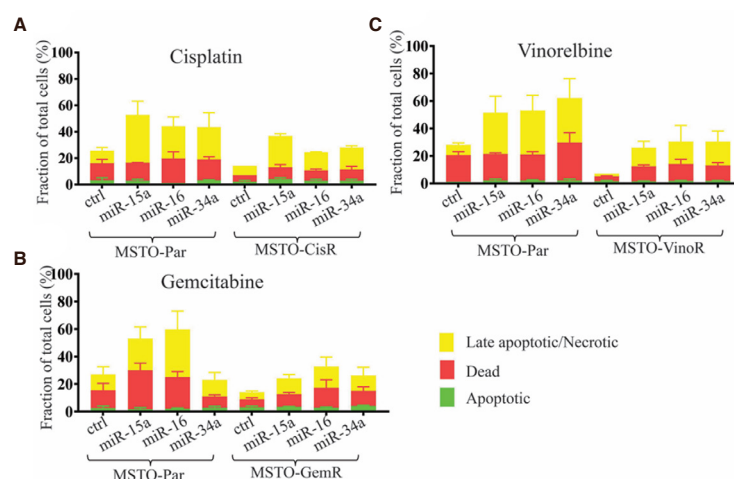 A
Cisplatin
Fraction of total cells (%)
100
80
60
40
20
0
ctrl
miR-15a
miR-16
miR-34a
ctrl
miR-15a
miR-16
miR-34a
MSTO-Par
MSTO-CisR
B
Gemcitabine
Fraction of total cells (%)
100
80
60
40
20
0
ctrl
miR-15a
miR-16
miR-34a
ctrl
miR-15a
miR-16
miR-34a
MSTO-Par
MSTO-GemR
C
Vinorelbine
Fraction of total cells (%)
100
80
60
40
20
0
ctrl
miR-15a
miR-16
miR-34a
ctrl
miR-15a
miR-16
miR-34a
MSTO-Par
MSTO-VinoR
Late apoptotic/Necrotic
Dead
Apoptotic